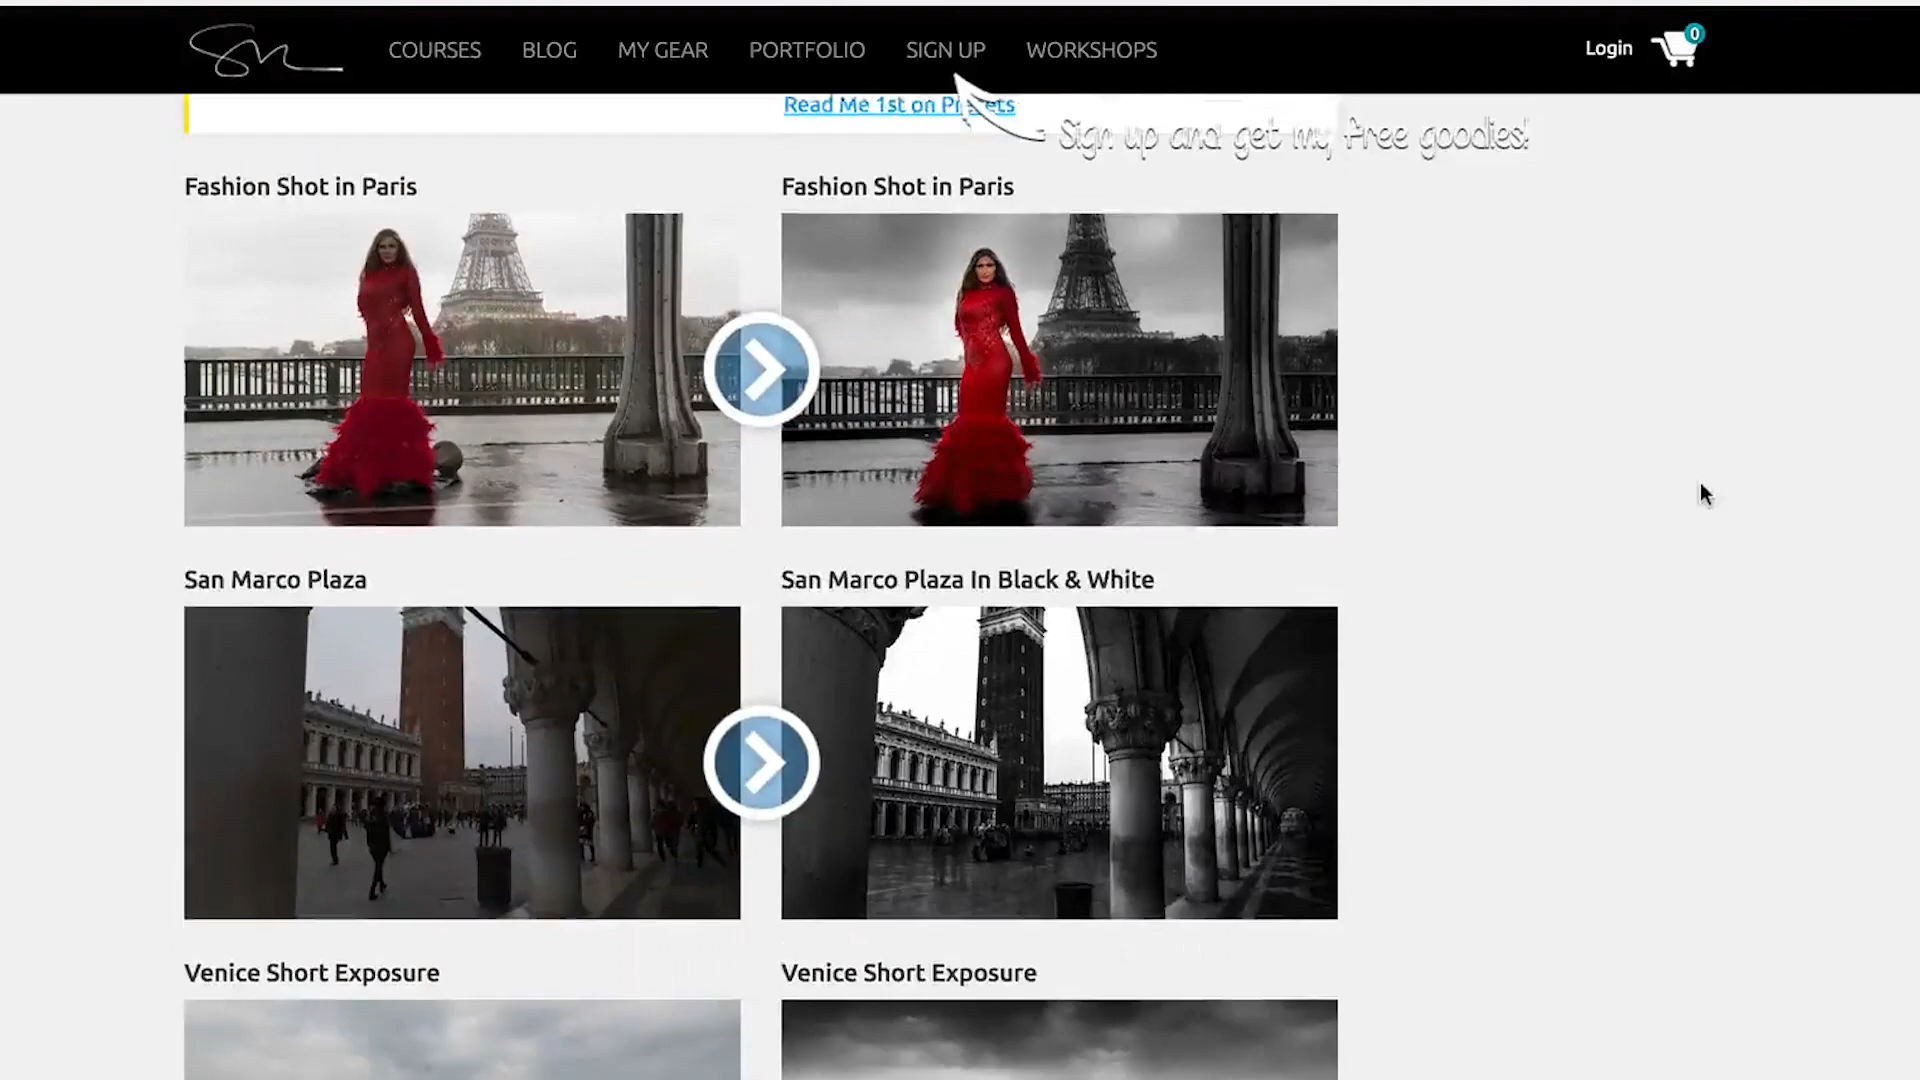 COURSES BLOG MY GEAR PORTFOLIO SIGN UP WORKSHOPS Login 0
Read Me 1st on Presets
Sign up and get my free goodies!
Fashion Shot in Paris Fashion Shot in Paris
San Marco Plaza San Marco Plaza In Black & White
Venice Short Exposure Venice Short Exposure